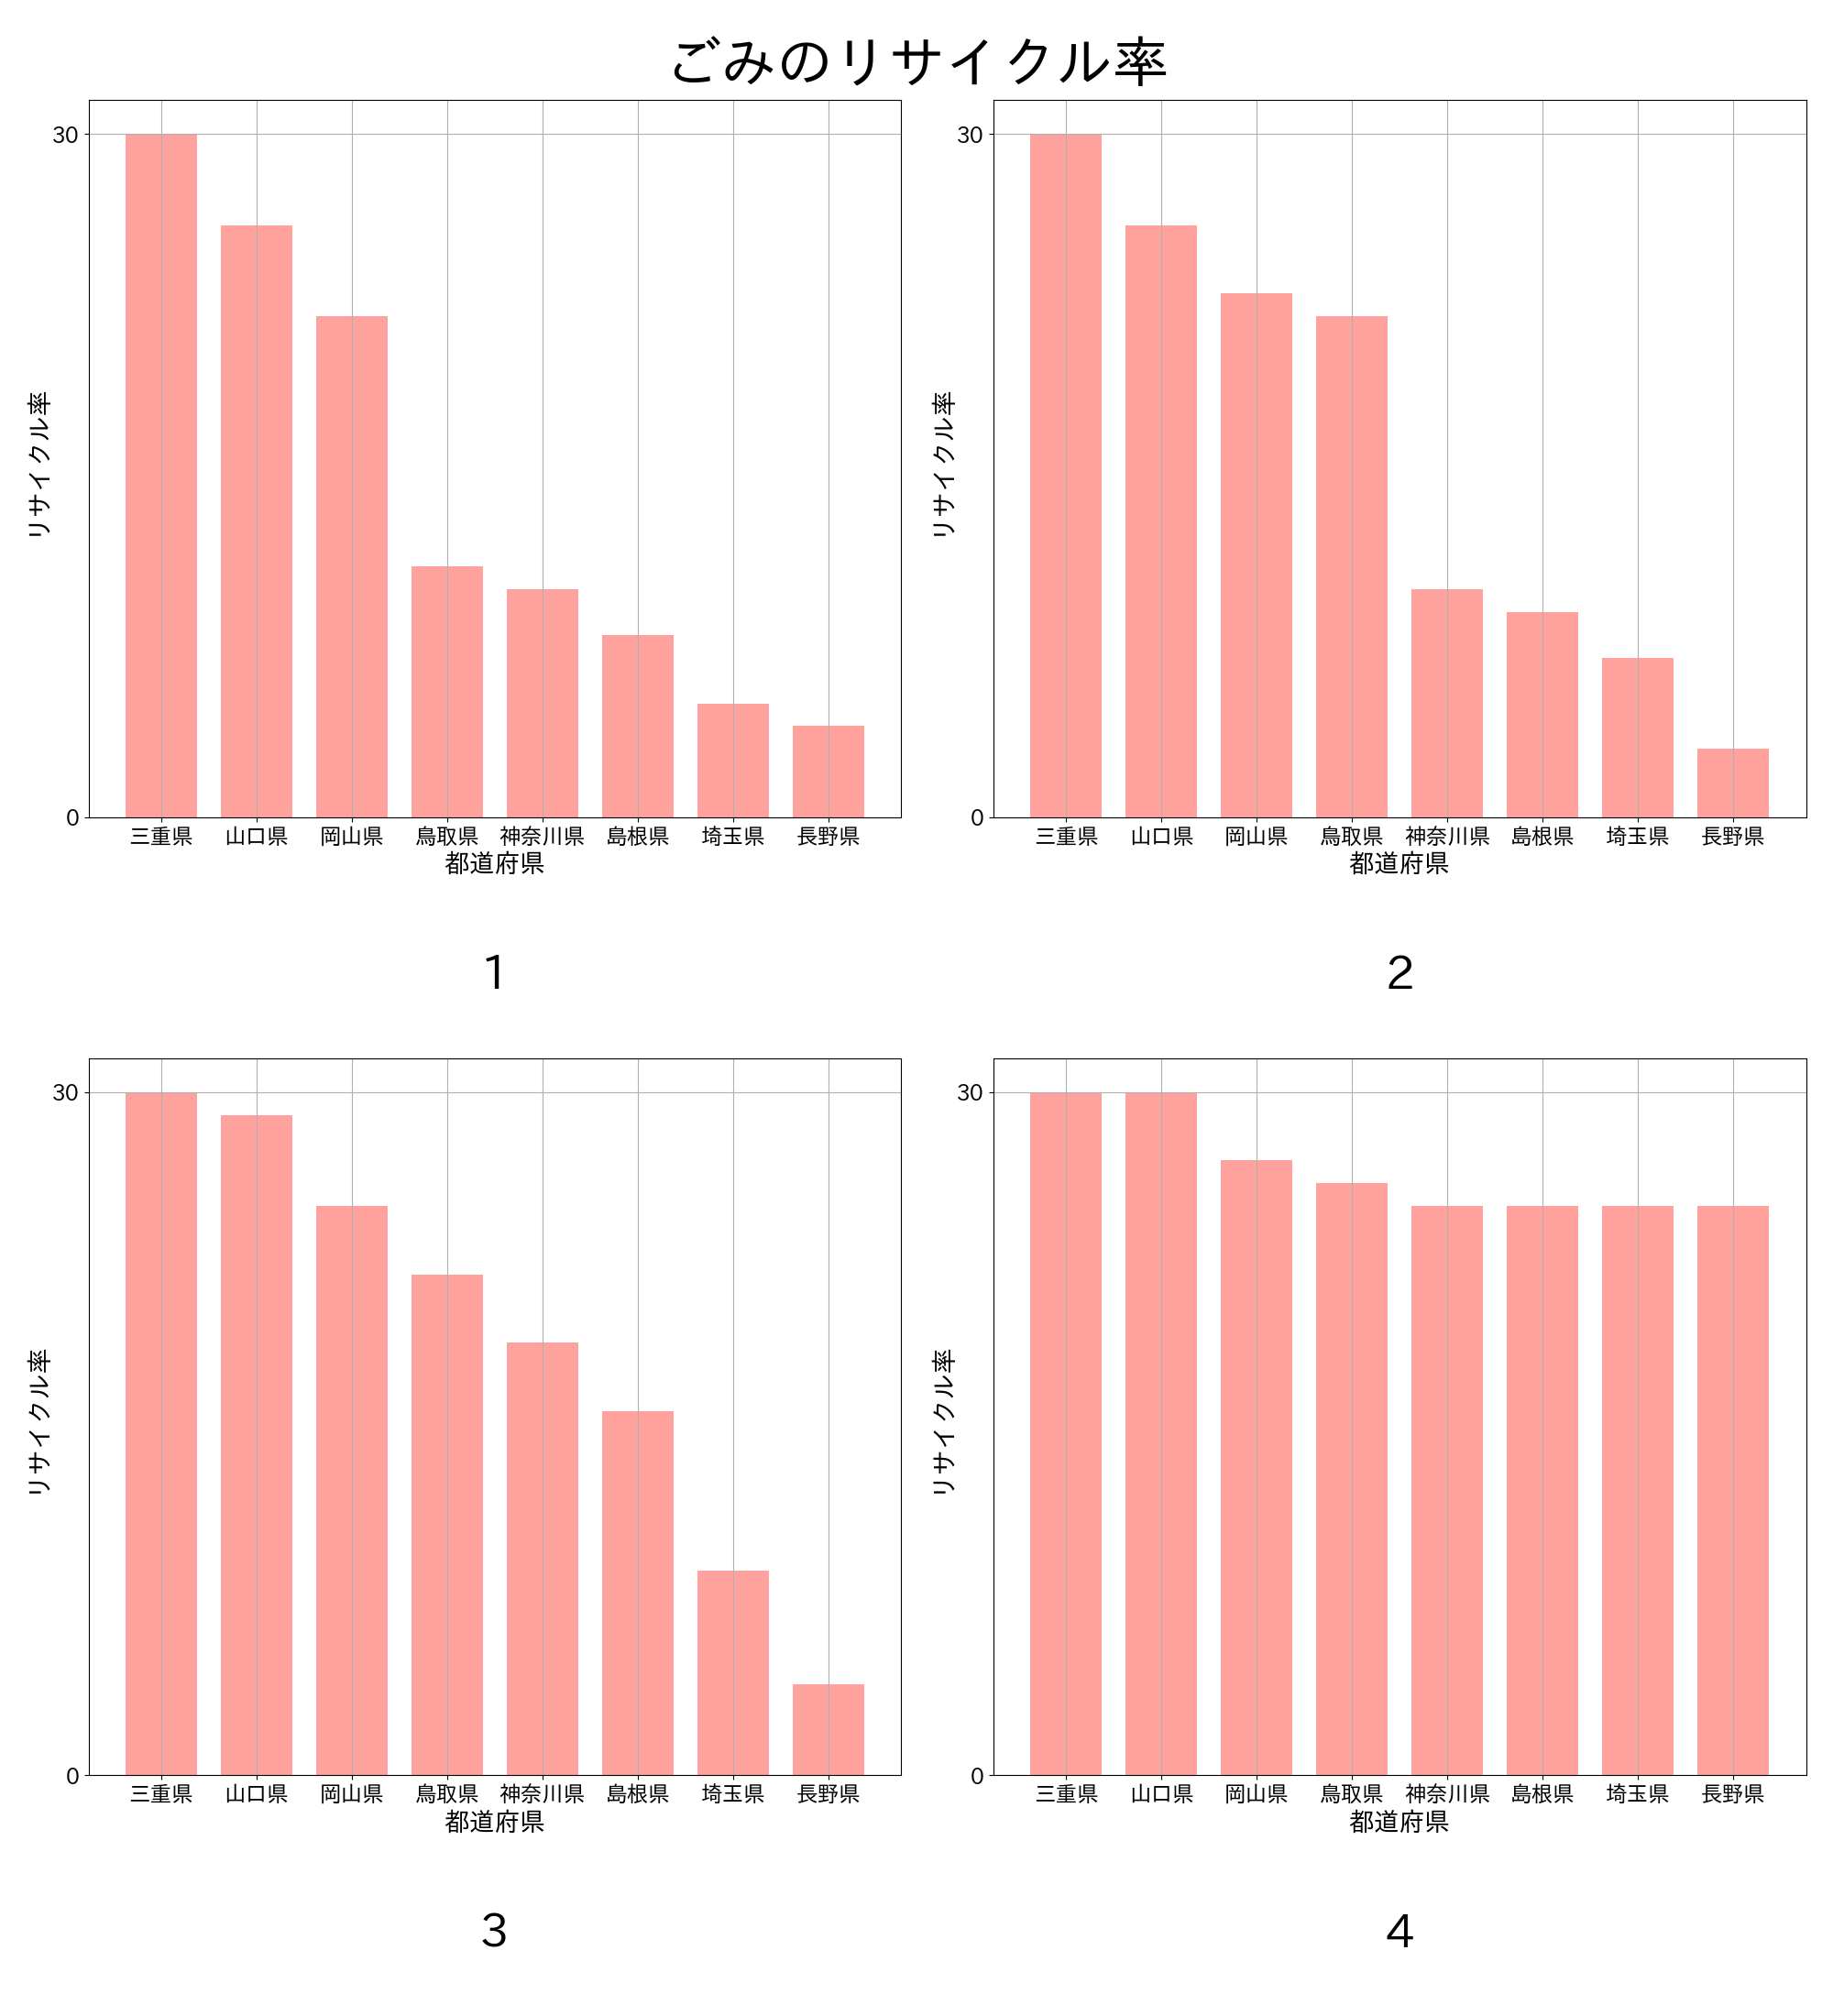 ごみのリサイクル率
30
0
リサイクル率
三重県 山口県 岡山県 鳥取県 神奈川県 島根県 埼玉県 長野県
都道府県
1
30
0
リサイクル率
三重県 山口県 岡山県 鳥取県 神奈川県 島根県 埼玉県 長野県
都道府県
2
30
0
リサイクル率
三重県 山口県 岡山県 鳥取県 神奈川県 島根県 埼玉県 長野県
都道府県
3
30
0
リサイクル率
三重県 山口県 岡山県 鳥取県 神奈川県 島根県 埼玉県 長野県
都道府県
4